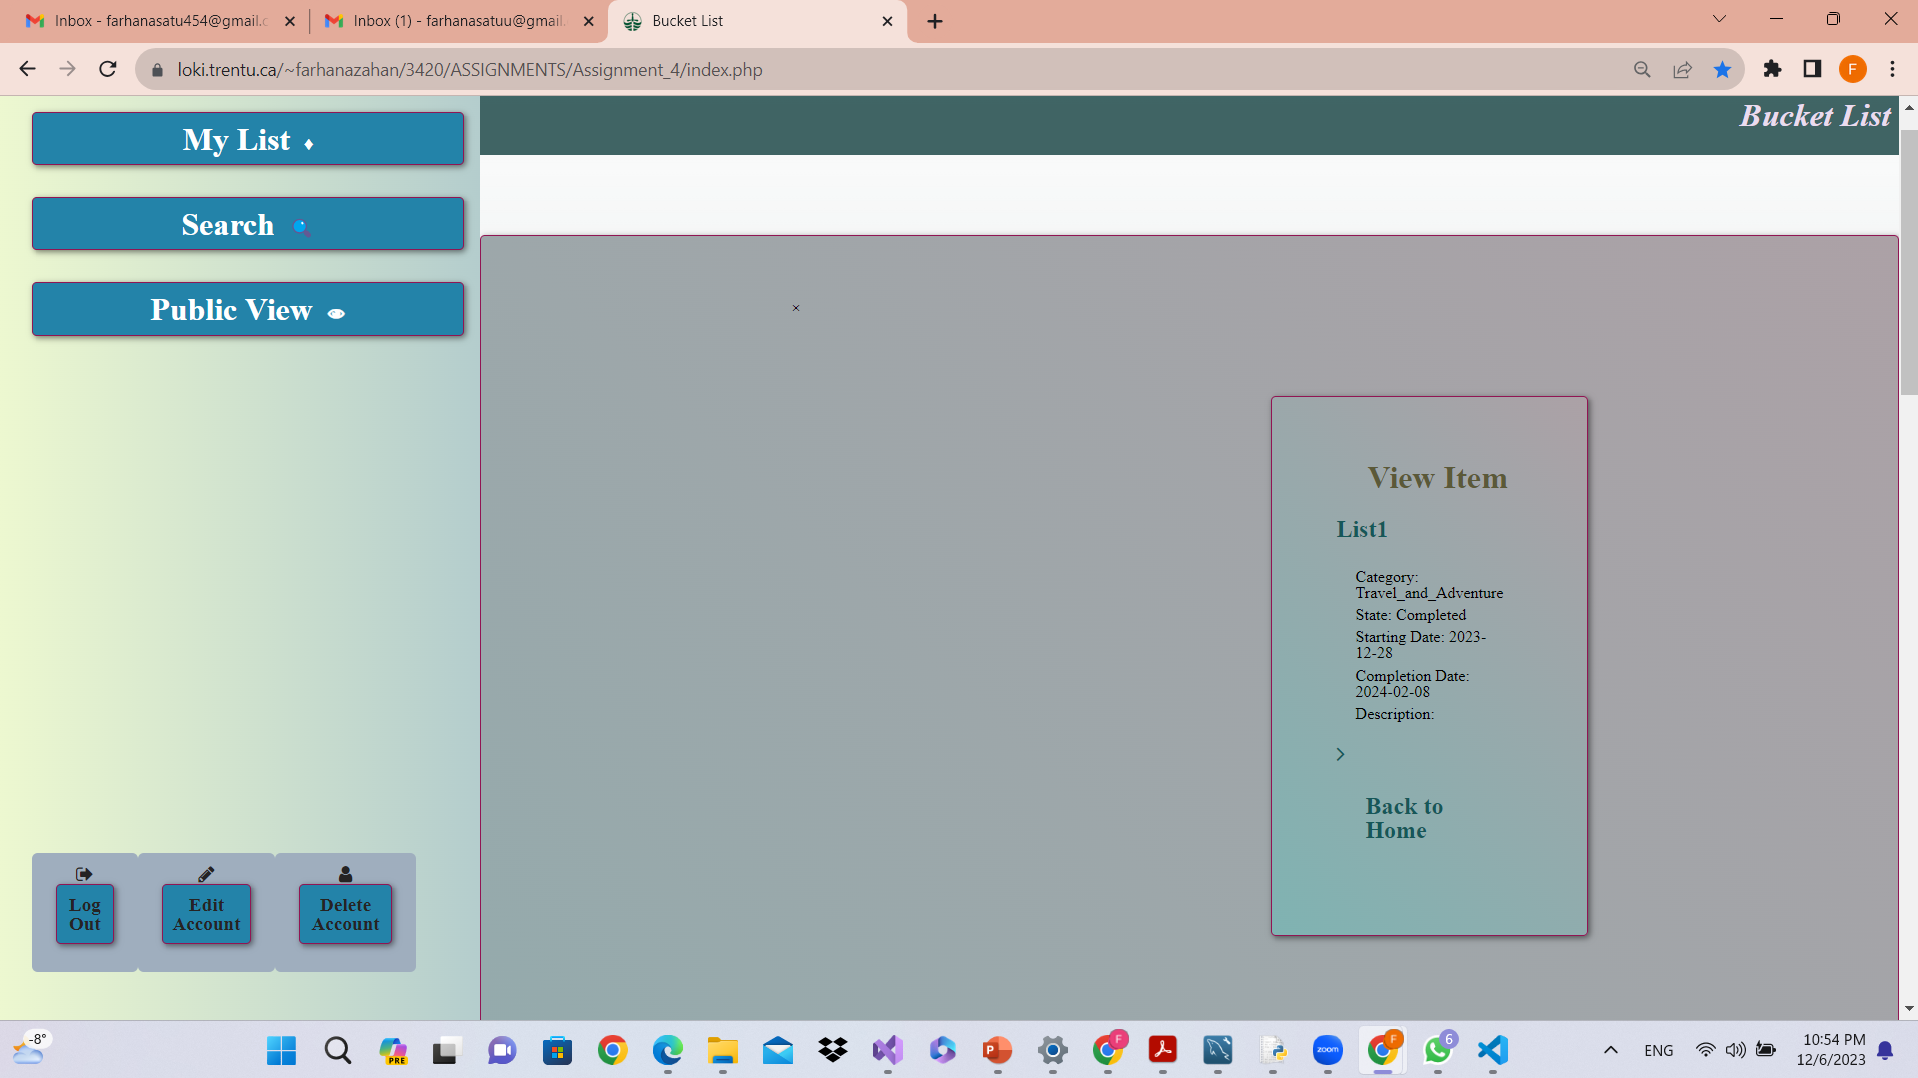 Inbox - farhanasatu454@gmail.c
Inbox (1) - farhanasatuu@gmail.
Bucket List
loki.trentu.ca/~farhanazahan/3420/ASSIGNMENTS/Assignment_4/index.php
F
My List
Search
Public View
Bucket List
View Item
List1
Category:
Travel_and_Adventure
State: Completed
Starting Date: 2023-
12-28
Completion Date:
2024-02-08
Description:
Back to
Home
Log
Out
Edit
Account
Delete
Account
-8°
PRE
F
zoom
F
6
ENG
10:54 PM
12/6/2023